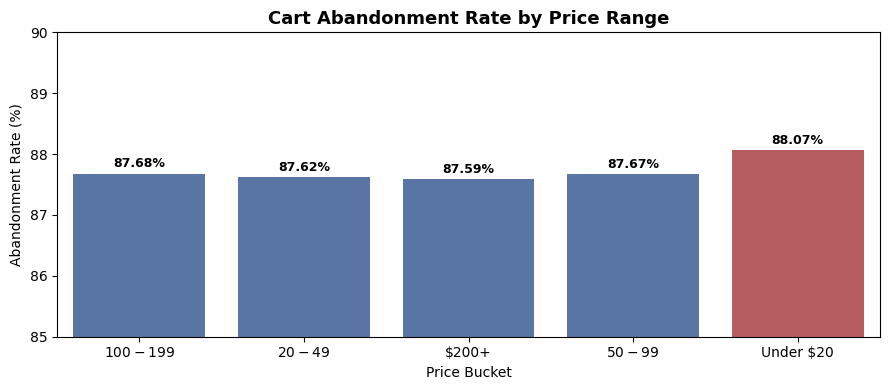 Cart Abandonment Rate by Price Range
Abandonment Rate (%)
90
89
88
87
86
85
87.68%
87.62%
87.59%
87.67%
88.07%
100 − 199
20 − 49
$200+
50 − 99
Under $20
Price Bucket